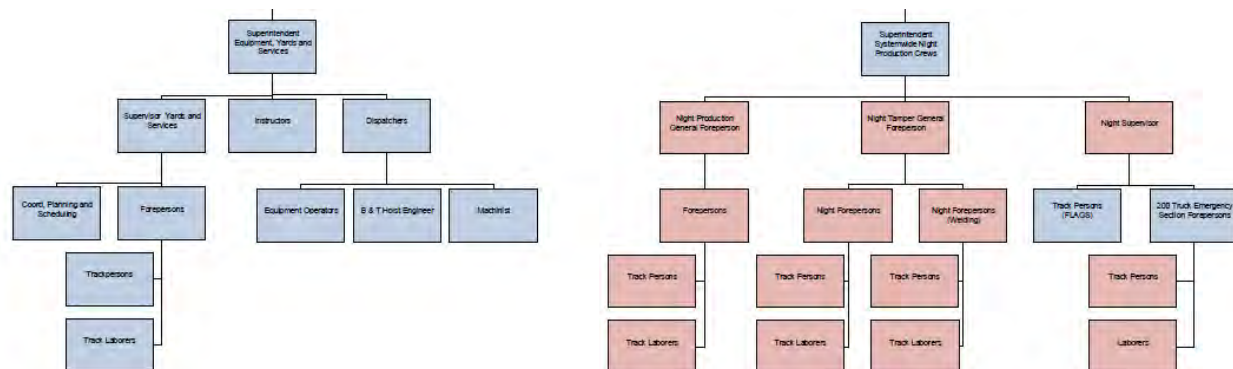 Superintendent
Equipment, Yards and
Services
Supervisor Yards and
Services
Instructors
Dispatchers
Coord, Planning and
Scheduling
Forepersons
Equipment Operators
B & T Hoist Engineer
Machinist
Trackpersons
Track Laborers
Superintendent
Systemwide Night
Production Crews
Night Production
General Foreperson
Night Tamper General
Foreperson
Night Supervisor
Forepersons
Night Forepersons
Night Forepersons
(Welding)
Track Persons
(FLAGS)
200 Truck Emergency
Section Forepersons
Track Persons
Track Persons
Track Persons
Track Persons
Track Laborers
Track Laborers
Track Laborers
Laborers